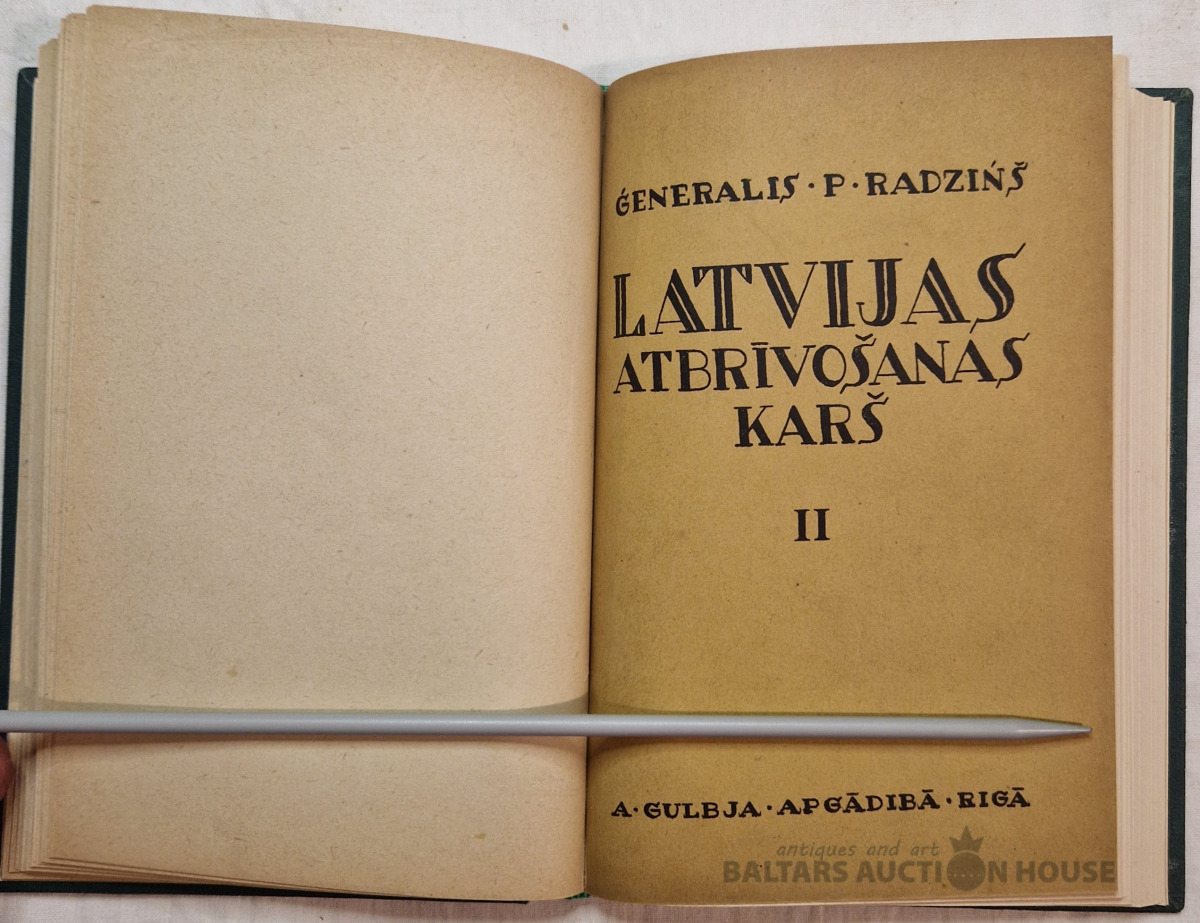 ĢENERALIS · P · RADZIŅŠ
LATVIJAS
ATBRĪVOŠANAS
KARŠ
II
A · GULBJA · APGĀDIBĀ · RIGĀ
antiques and art
BALTARS AUCTION HOUSE